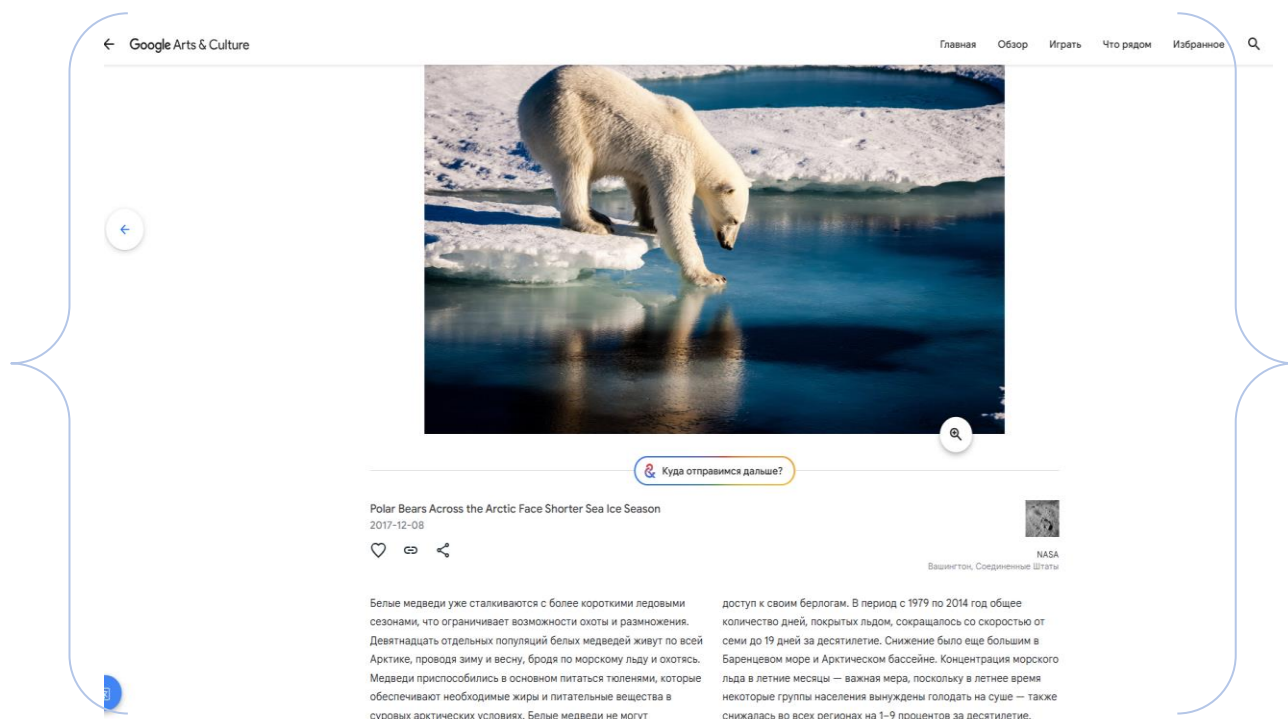 Google Arts & Culture
Главная Обзор Играть Что рядом Избранное
Куда отправимся дальше?
Polar Bears Across the Arctic Face Shorter Sea Ice Season
2017-12-08
NASA
Вашингтон, Соединенные Штаты
Белые медведи уже сталкиваются с более короткими ледовыми
сезонами, что ограничивает возможности охоты и размножения.
Девятнадцать отдельных популяций белых медведей живут по всей
Арктике, проводя зиму и весну, бродя по морскому льду и охотясь.
Медведи приспособились в основном питаться тюленями, которые
обеспечивают необходимые жиры и питательные вещества в
суровых арктических условиях. Белые медведи не могут
доступ к своим берлогам. В период с 1979 по 2014 год общее
количество дней, покрытых льдом, сокращалось со скоростью от
семи до 19 дней за десятилетие. Снижение было еще большим в
Баренцевом море и Арктическом бассейне. Концентрация морского
льда в летние месяцы — важная мера, поскольку в летнее время
некоторые группы населения вынуждены голодать на суше — также
снижалась во всех регионах на 1–9 процентов за десятилетие.